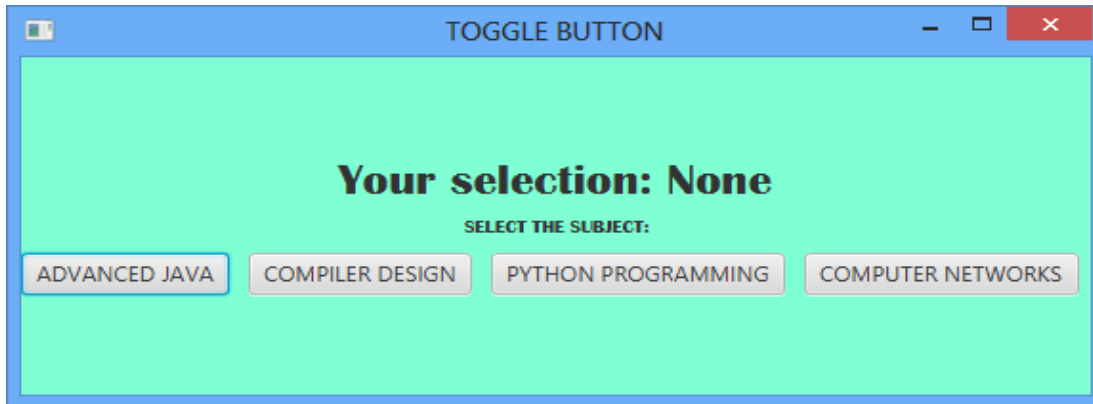 TOGGLE BUTTON
Your selection: None
SELECT THE SUBJECT:
ADVANCED JAVA COMPILER DESIGN PYTHON PROGRAMMING COMPUTER NETWORKS